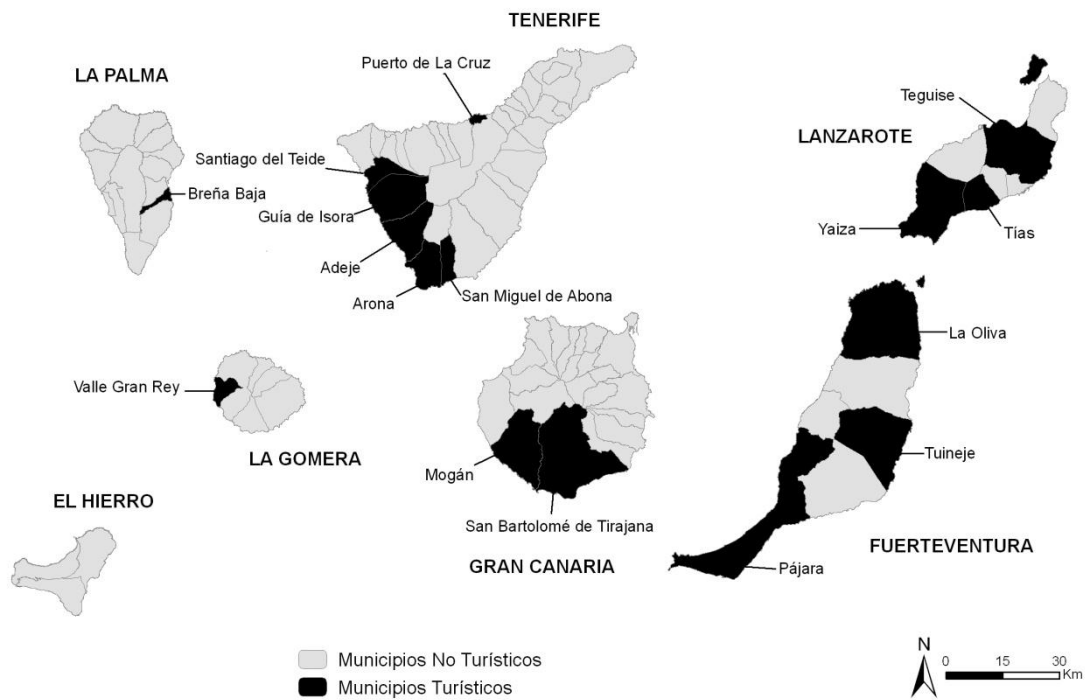 TENERIFE
Puerto de La Cruz
LA PALMA
Teguise
LANZAROTE
Santiago del Teide
Breña Baja
Guía de Isora
Yaiza
Tías
Adeje
San Miguel de Abona
Arona
La Oliva
Valle Gran Rey
LA GOMERA
Mogán
Tuineje
EL HIERRO
San Bartolomé de Tirajana
FUERTEVENTURA
GRAN CANARIA
Pájara
Municipios No Turísticos
Municipios Turísticos
N
0 15 30
Km